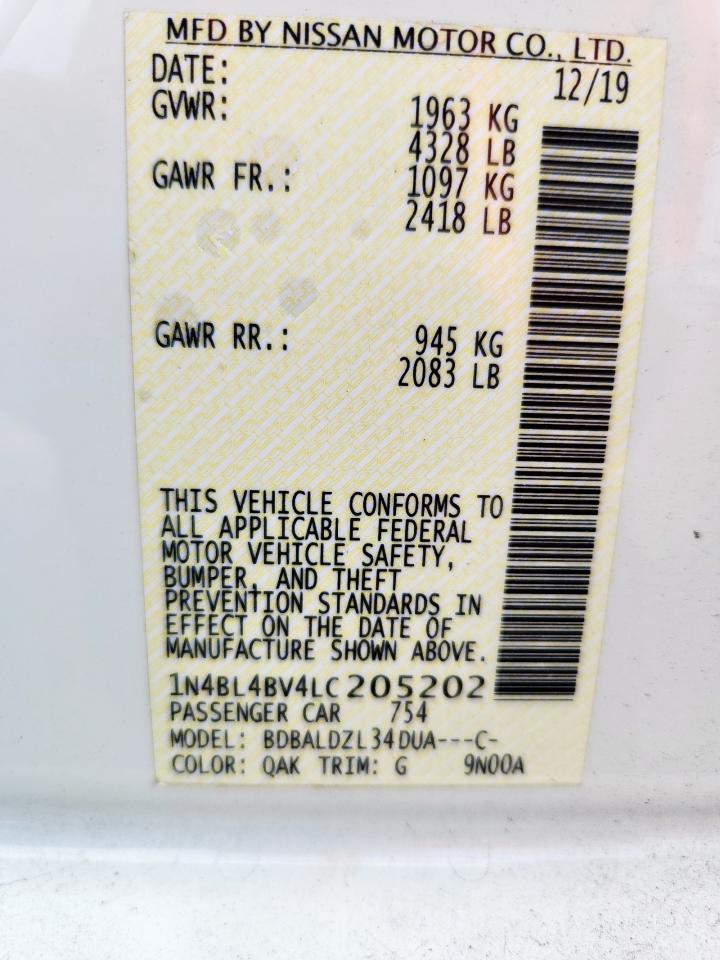 MFD BY NISSAN MOTOR CO., LTD.
DATE: 12/19
GVWR: 1963 KG
4328 LB
GAWR FR.: 1097 KG
2418 LB
GAWR RR.: 945 KG
2083 LB
THIS VEHICLE CONFORMS TO
ALL APPLICABLE FEDERAL
MOTOR VEHICLE SAFETY,
BUMPER, AND THEFT
PREVENTION STANDARDS IN
EFFECT ON THE DATE OF
MANUFACTURE SHOWN ABOVE.
1N4BL4BV4LC205202
PASSENGER CAR 754
MODEL: BDBALDZL34DUA---C-
COLOR: QAK TRIM: G 9N00A